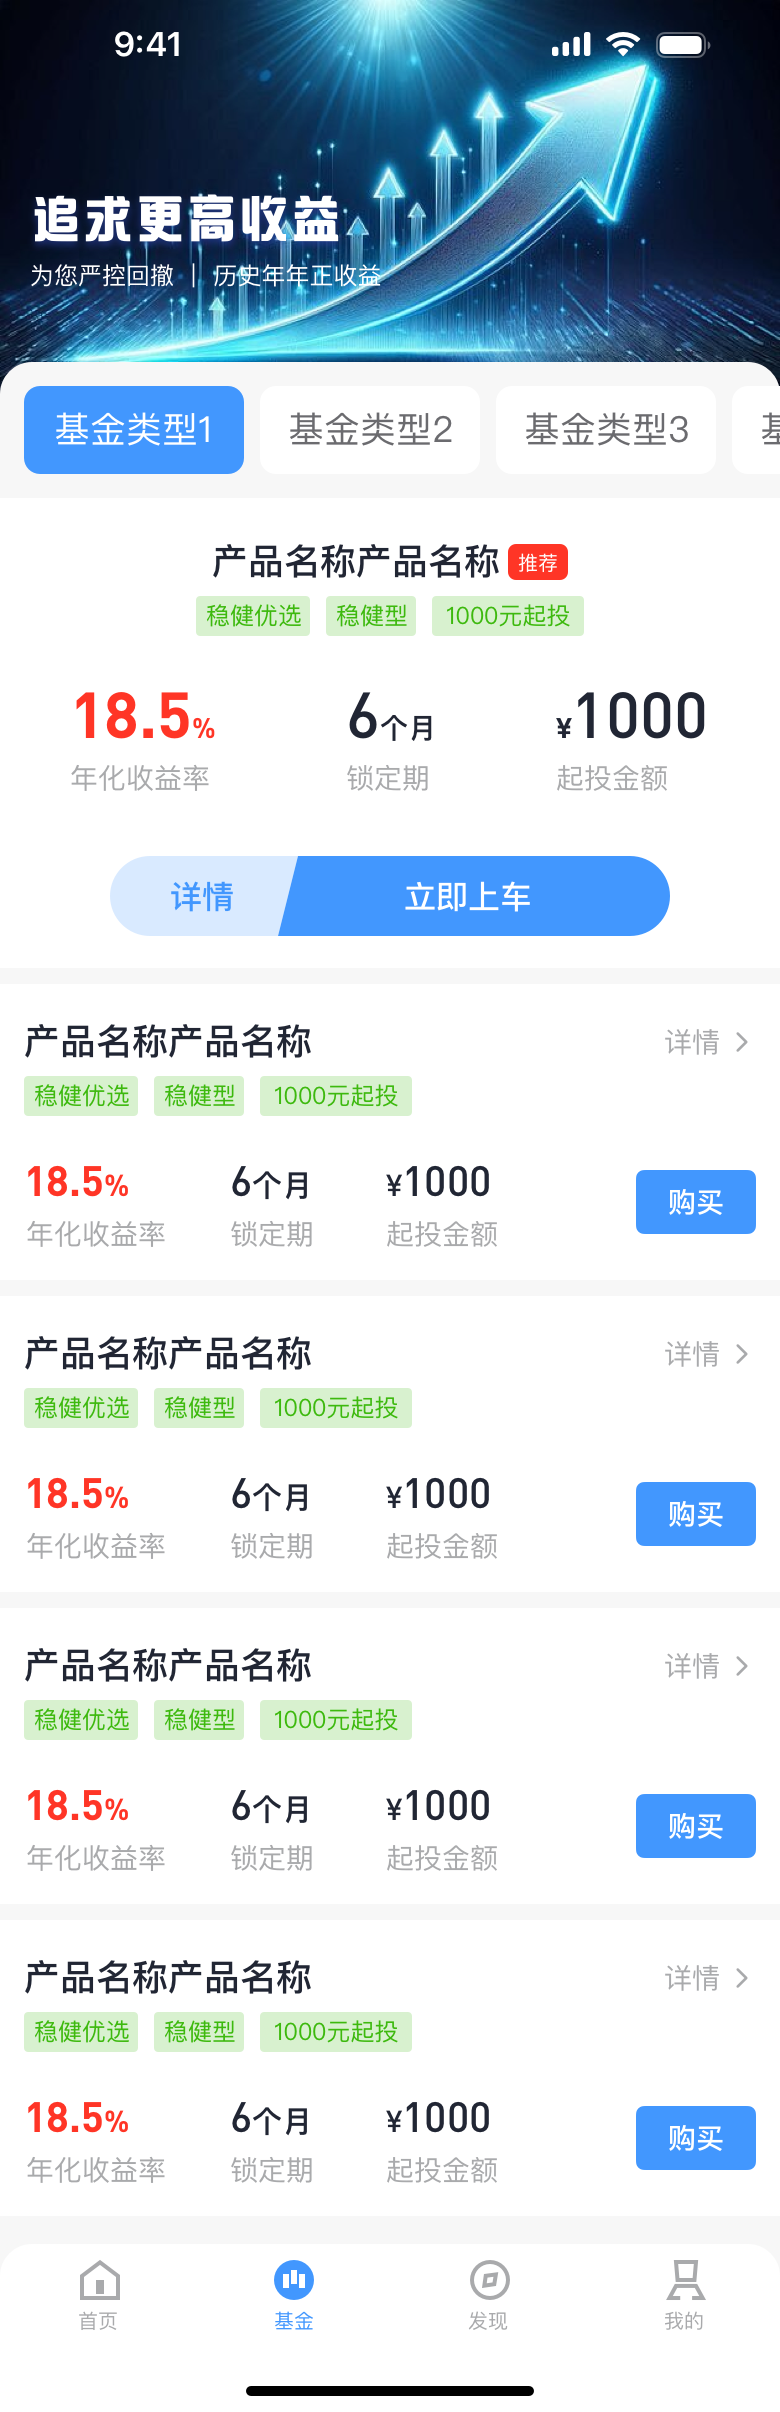 9:41
追求更高收益
为您严控回撤 | 历史年年正收益
基金类型1 基金类型2 基金类型3
产品名称产品名称 推荐
稳健优选 稳健型 1000元起投
18.5% 6个月 ¥1000
年化收益率 锁定期 起投金额
详情 立即上车
产品名称产品名称 详情
稳健优选 稳健型 1000元起投
18.5% 6个月 ¥1000
年化收益率 锁定期 起投金额 购买
产品名称产品名称 详情
稳健优选 稳健型 1000元起投
18.5% 6个月 ¥1000
年化收益率 锁定期 起投金额 购买
产品名称产品名称 详情
稳健优选 稳健型 1000元起投
18.5% 6个月 ¥1000
年化收益率 锁定期 起投金额 购买
产品名称产品名称 详情
稳健优选 稳健型 1000元起投
18.5% 6个月 ¥1000
年化收益率 锁定期 起投金额 购买
首页 基金 发现 我的